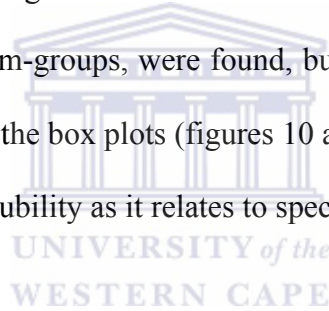 m-groups, were found, bu
the box plots (figures 10 a
ubility as it relates to spec
UNIVERSITY of the
WESTERN CAPE